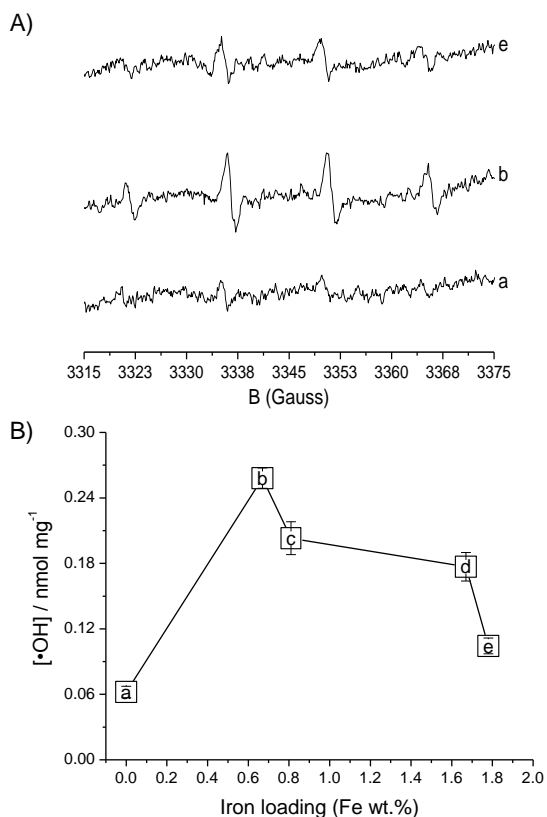 A)
e
b
a
3315 3323 3330 3338 3345 3353 3360 3368 3375
B (Gauss)
B)
[•OH] / nmol mg⁻¹
0.30
0.24
0.18
0.12
0.06
0.00
b
c
d
e
a
0.0 0.2 0.4 0.6 0.8 1.0 1.2 1.4 1.6 1.8 2.0
Iron loading (Fe wt.%)